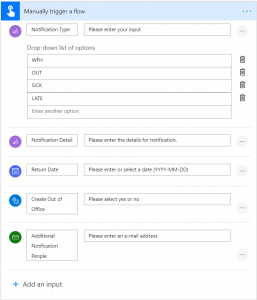 Manually trigger a flow
Notification Type Please enter your input
Drop-down list of options
WFH
OUT
SICK
LATE
Enter another option
Notification Detail Please enter the details for notification.
Return Date Please enter or select a date (YYYY-MM-DD)
Create Out of Please select yes or no
Office
Additional Please enter an e-mail address
Notification
People
+ Add an input